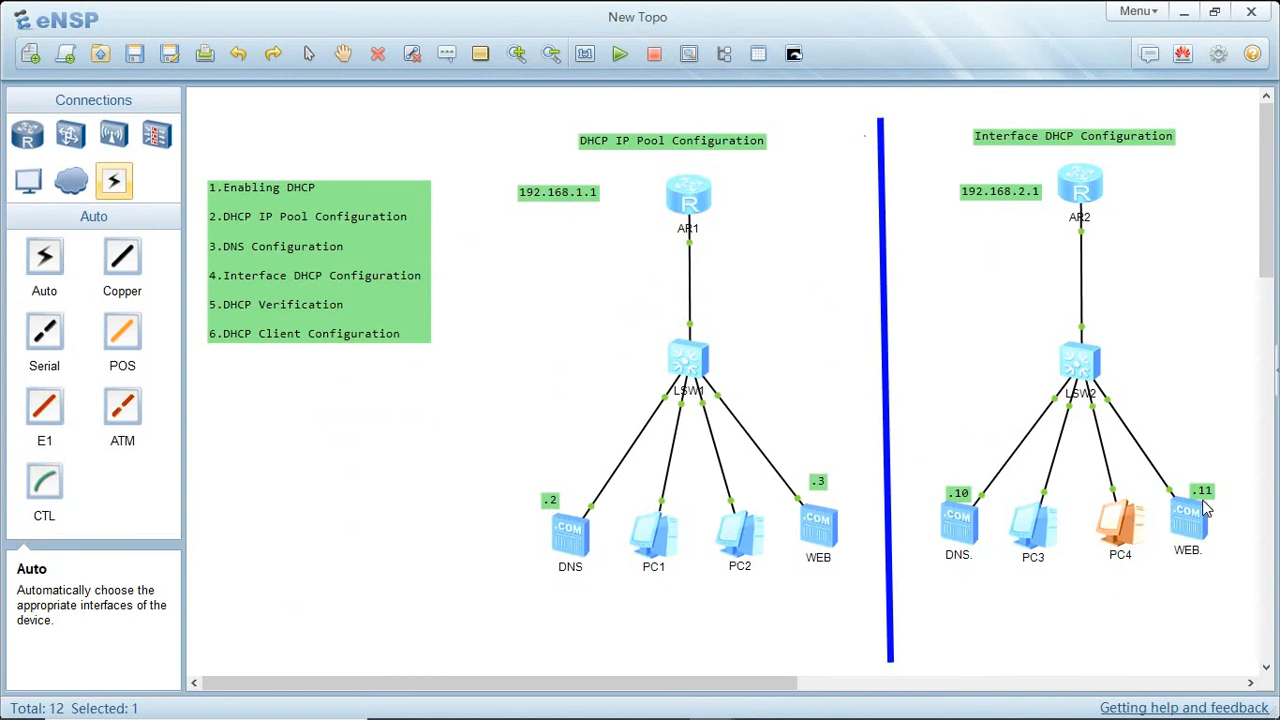 eNSP
New Topo
Menu
Connections
Auto
Auto
Copper
Serial
POS
E1
ATM
CTL
Auto
Automatically choose the
appropriate interfaces of the
device.
1.Enabling DHCP
2.DHCP IP Pool Configuration
3.DNS Configuration
4.Interface DHCP Configuration
5.DHCP Verification
6.DHCP Client Configuration
DHCP IP Pool Configuration
192.168.1.1
R
AR1
LSW1
.2
.3
.COM
.COM
DNS
PC1
PC2
WEB
Interface DHCP Configuration
192.168.2.1
R
AR2
LSW2
.10
.11
.COM
.COM
DNS.
PC3
PC4
WEB.
Total: 12 Selected: 1
Getting help and feedback